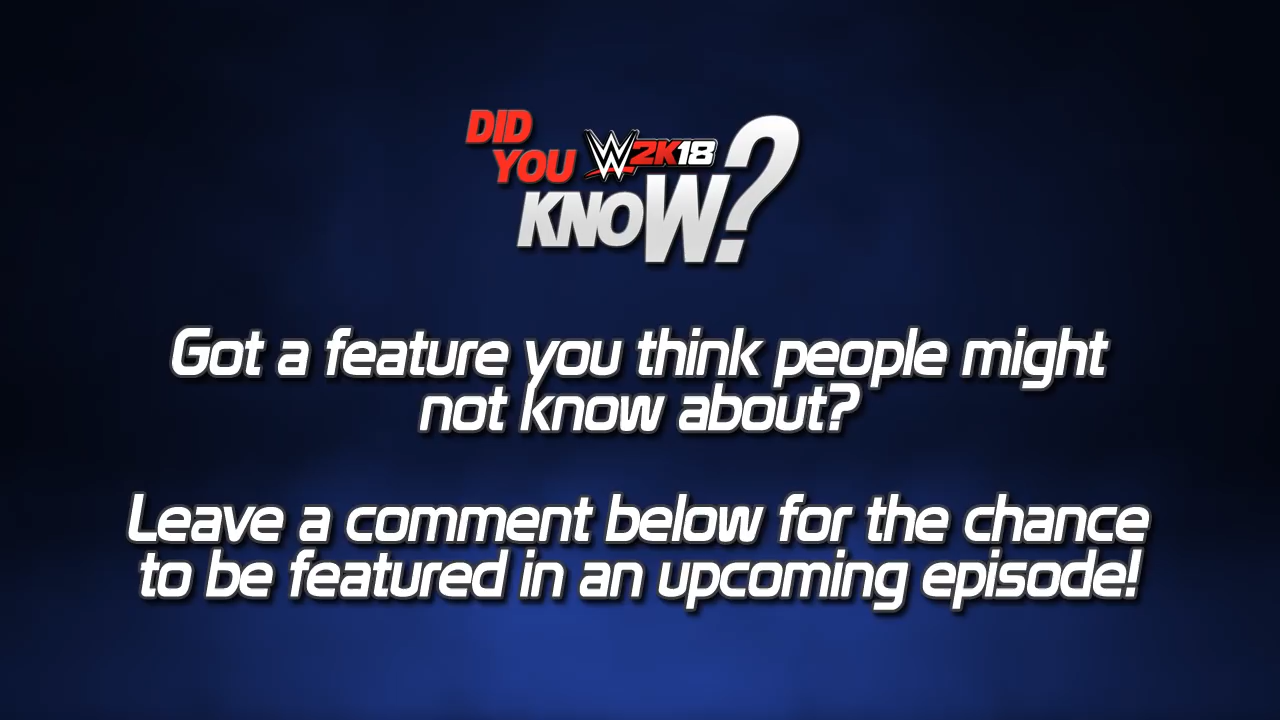 DID
YOU W2K18
KNOW?
Got a feature you think people might
not know about?
Leave a comment below for the chance
to be featured in an upcoming episode!